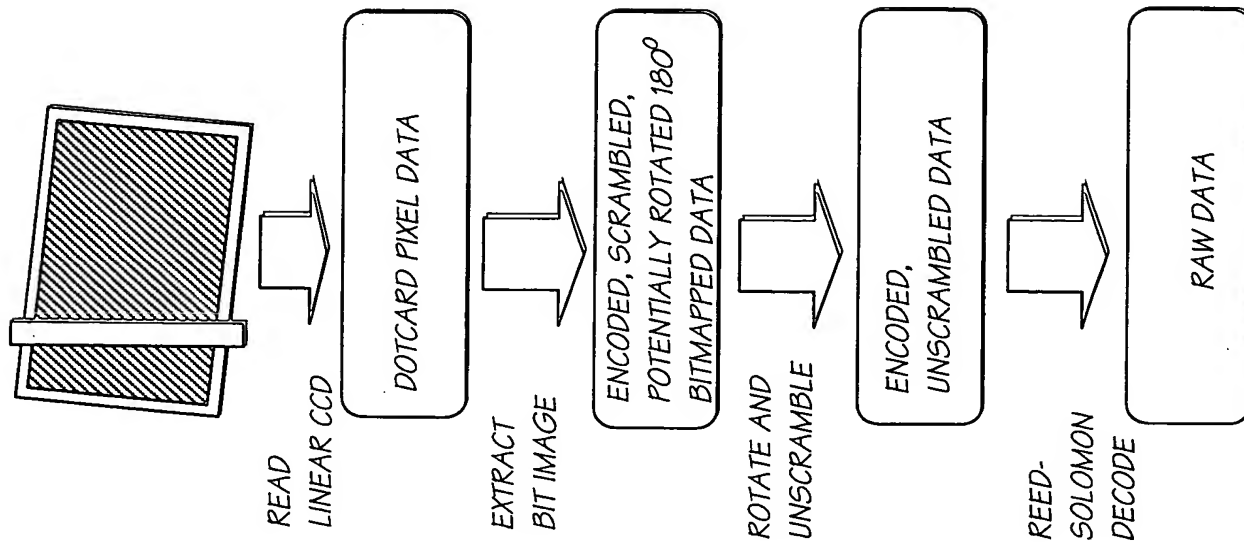 READ
LINEAR CCD
DOTCARD PIXEL DATA
EXTRACT
BIT IMAGE
ENCODED, SCRAMBLED,
POTENTIALLY ROTATED 180°
BITMAPPED DATA
ROTATE AND
UNSCRAMBLE
ENCODED,
UNSCRAMBLED DATA
REED-
SOLOMON
DECODE
RAW DATA